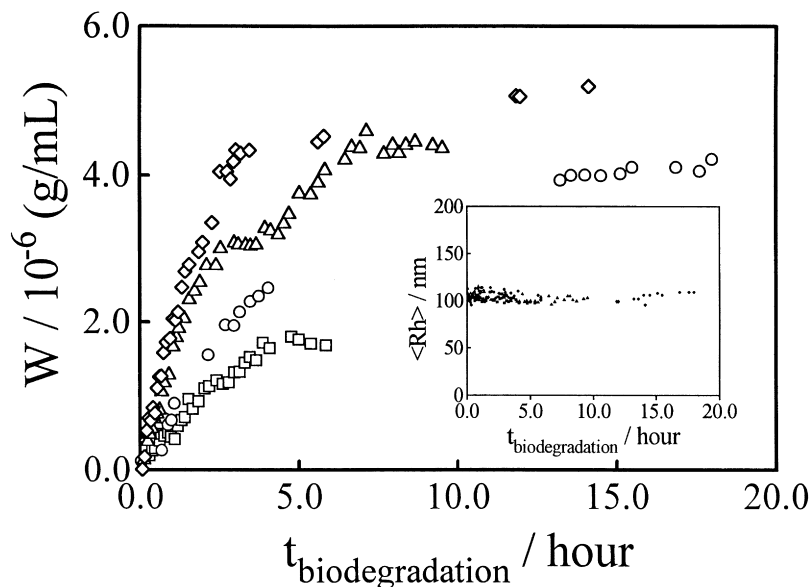 6.0
4.0
2.0
0.0
W / 10⁻⁶ (g/mL)
0.0 5.0 10.0 15.0 20.0
t_biodegradation / hour
200
150
100
50
0
<Rh> / nm
0.0 5.0 10.0 15.0 20.0
t_biodegradation / hour